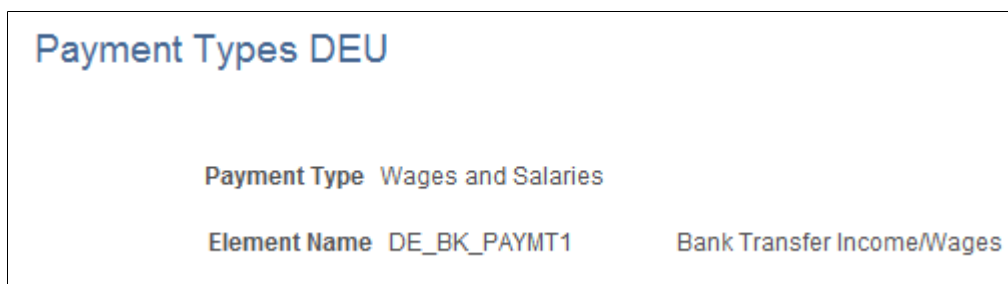 Payment Types DEU
Payment Type Wages and Salaries
Element Name DE_BK_PAYMT1 Bank Transfer Income/Wages